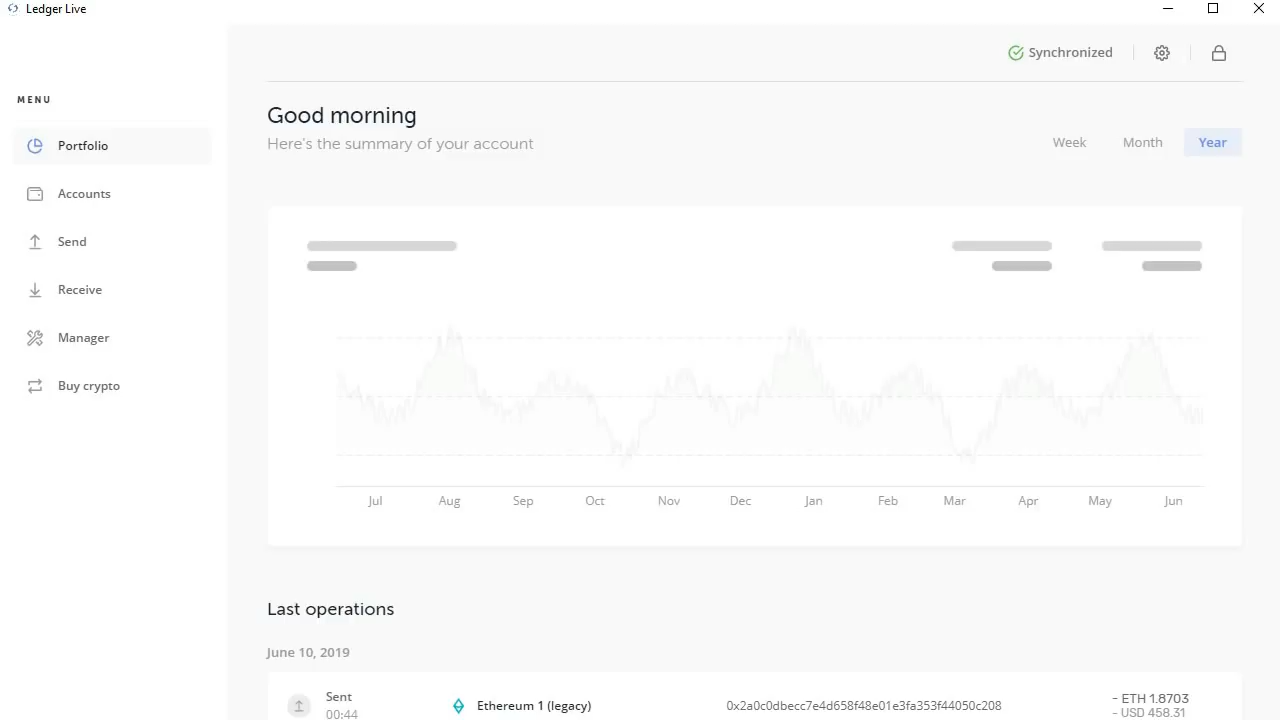 Ledger Live
Synchronized
MENU
Portfolio
Accounts
Send
Receive
Manager
Buy crypto
Good morning
Here's the summary of your account
Week Month Year
Jul Aug Sep Oct Nov Dec Jan Feb Mar Apr May Jun
Last operations
June 10, 2019
Sent
00:44
Ethereum 1 (legacy)
0x2a0c0dbecc7e4d658f48e01e3fa353f44050c208
- ETH 1.8703
- USD 458.31